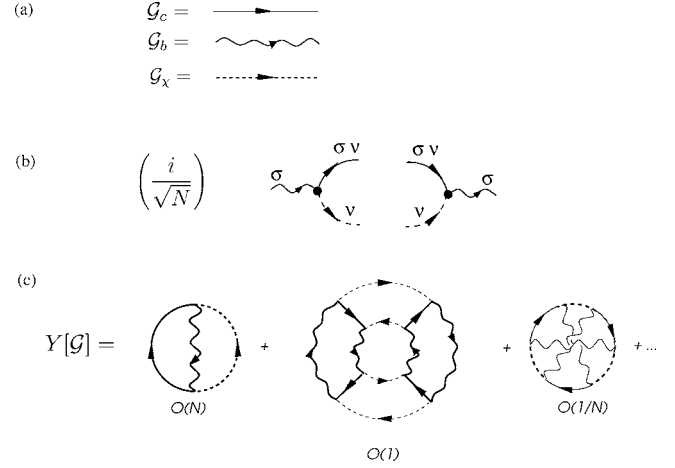 (a)
𝒢_c =
𝒢_b =
𝒢_χ =
(b) (i/√N) σ σ ν ν σ ν ν σ
(c)
Y[𝒢] = + + + ...
O(N) O(1) O(1/N)